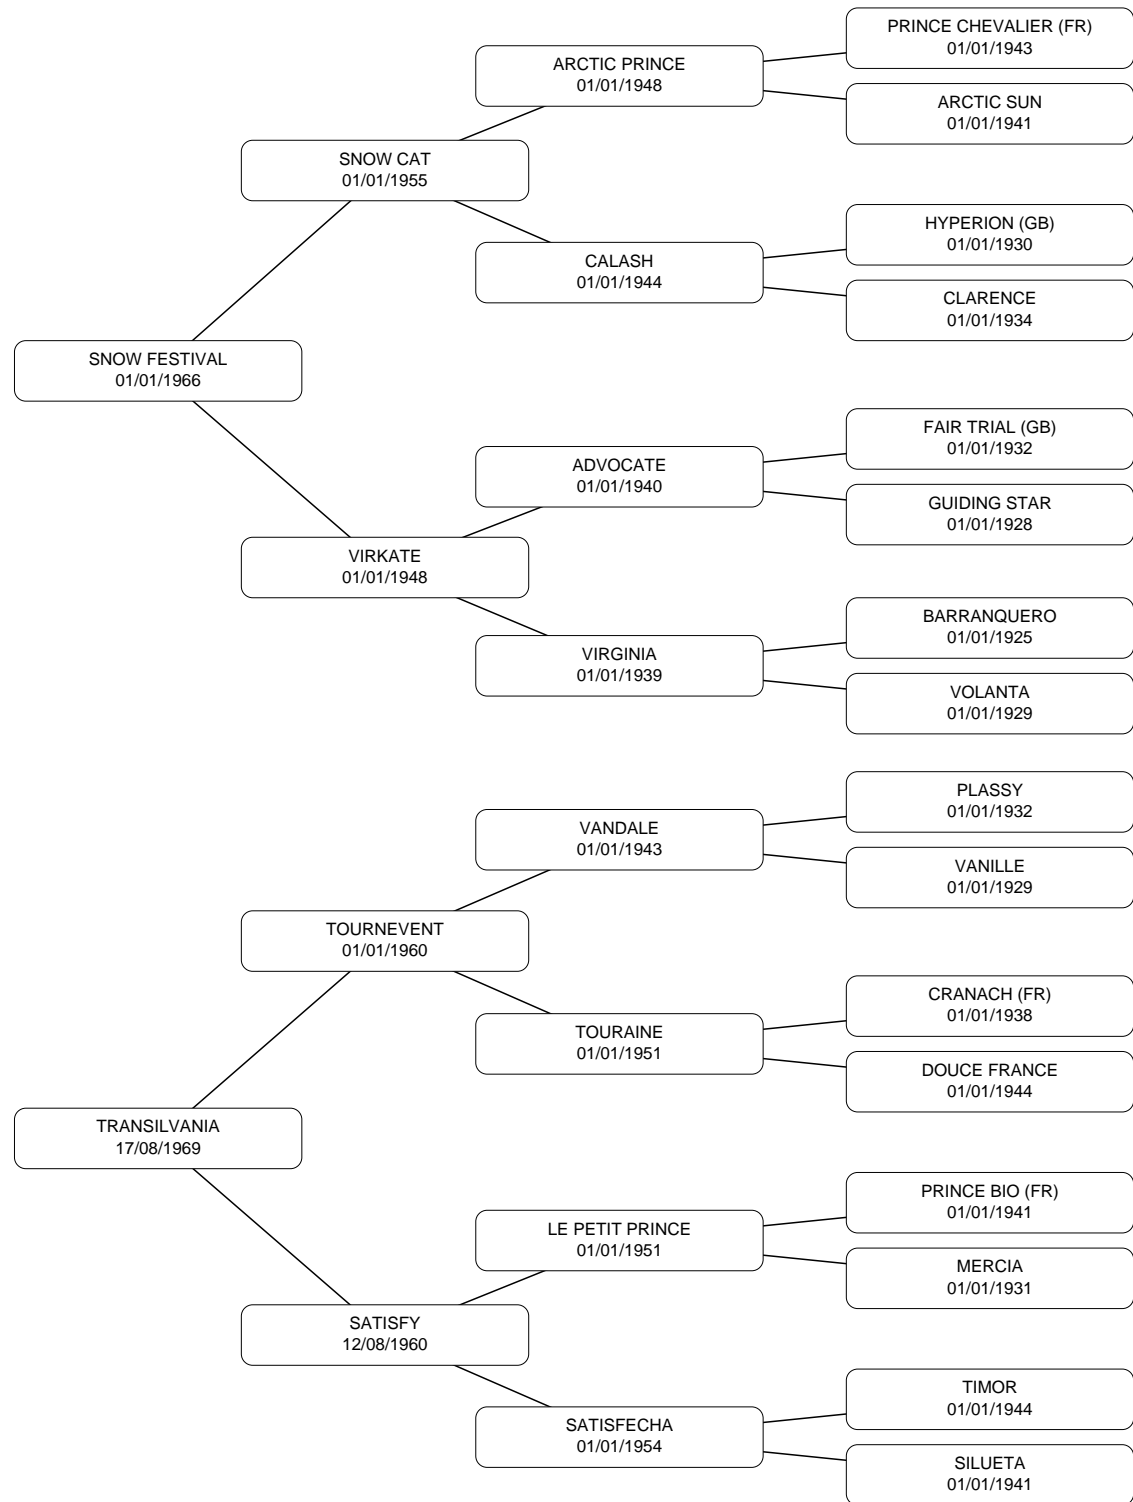 PRINCE CHEVALIER (FR)
01/01/1943
ARCTIC PRINCE
01/01/1948
ARCTIC SUN
01/01/1941
SNOW CAT
01/01/1955
HYPERION (GB)
01/01/1930
CALASH
01/01/1944
CLARENCE
01/01/1934
SNOW FESTIVAL
01/01/1966
FAIR TRIAL (GB)
01/01/1932
ADVOCATE
01/01/1940
GUIDING STAR
01/01/1928
VIRKATE
01/01/1948
BARRANQUERO
01/01/1925
VIRGINIA
01/01/1939
VOLANTA
01/01/1929
PLASSY
01/01/1932
VANDALE
01/01/1943
VANILLE
01/01/1929
TOURNEVENT
01/01/1960
CRANACH (FR)
01/01/1938
TOURAINE
01/01/1951
DOUCE FRANCE
01/01/1944
TRANSILVANIA
17/08/1969
PRINCE BIO (FR)
01/01/1941
LE PETIT PRINCE
01/01/1951
MERCIA
01/01/1931
SATISFY
12/08/1960
TIMOR
01/01/1944
SATISFECHA
01/01/1954
SILUETA
01/01/1941